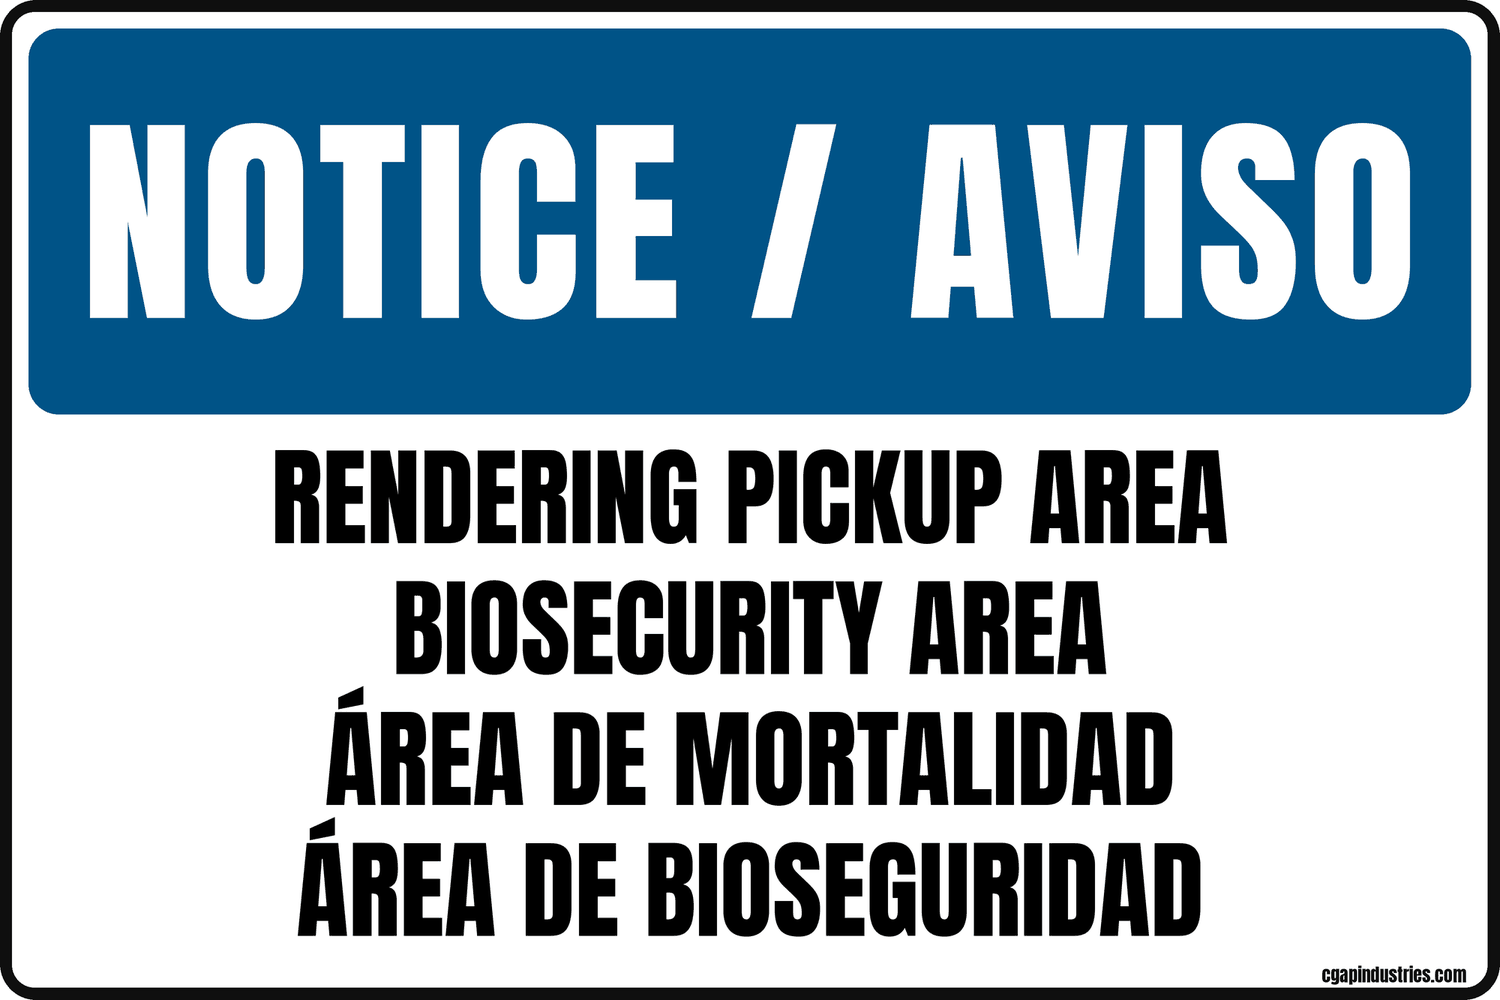 NOTICE / AVISO
RENDERING PICKUP AREA
BIOSECURITY AREA
ÁREA DE MORTALIDAD
ÁREA DE BIOSEGURIDAD
cgapindustries.com